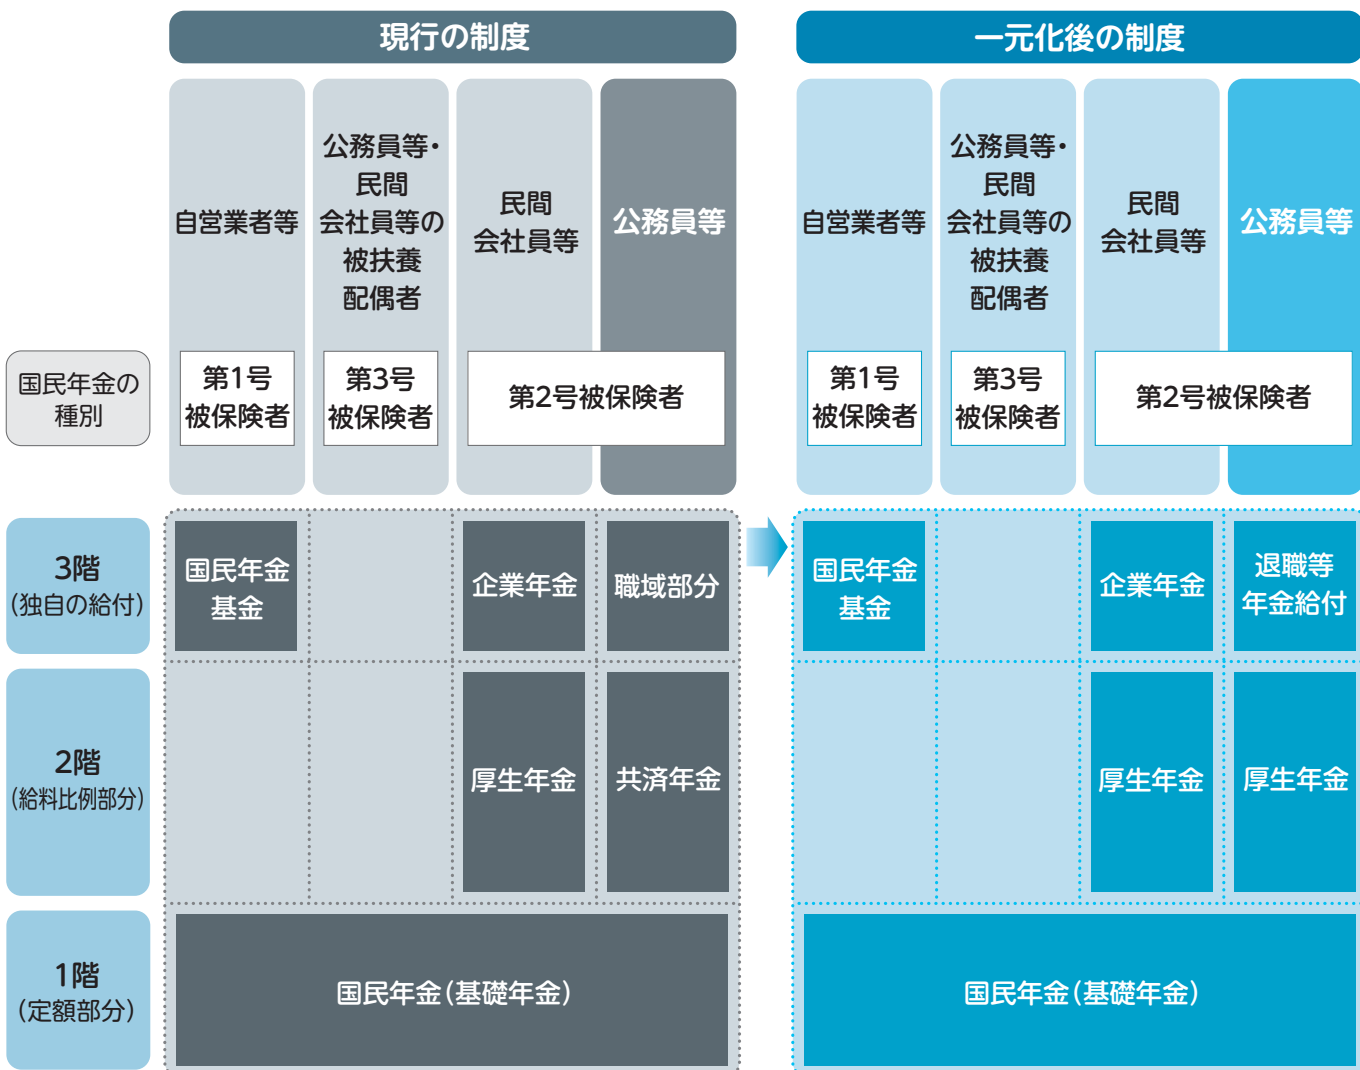 現行の制度
自営業者等
公務員等・
民間
会社員等の
被扶養
配偶者
民間
会社員等
公務員等
国民年金の
種別
第1号
被保険者
第3号
被保険者
第2号被保険者
一元化後の制度
自営業者等
公務員等・
民間
会社員等の
被扶養
配偶者
民間
会社員等
公務員等
第1号
被保険者
第3号
被保険者
第2号被保険者
3階
(独自の給付)
国民年金
基金
企業年金
職域部分
国民年金
基金
企業年金
退職等
年金給付
2階
(給料比例部分)
厚生年金
共済年金
厚生年金
厚生年金
1階
(定額部分)
国民年金(基礎年金)
国民年金(基礎年金)